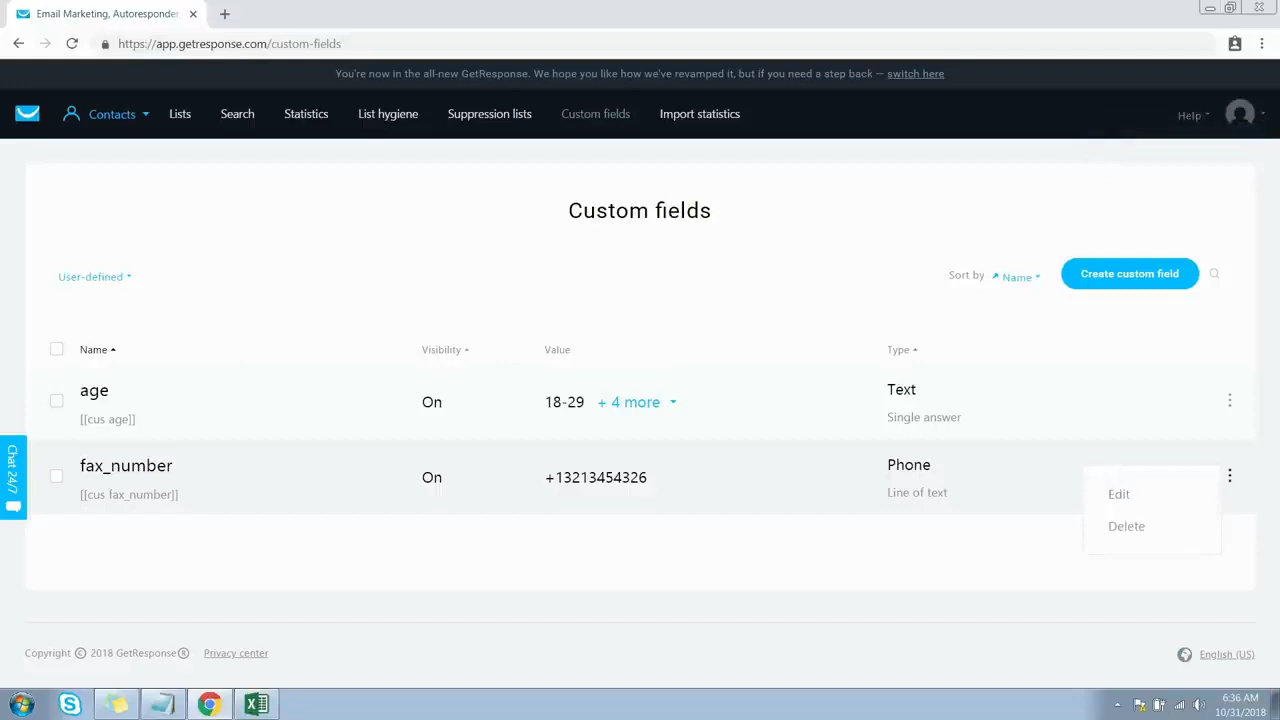 Email Marketing, Autoresponder
https://app.getresponse.com/custom-fields
You're now in the all-new GetResponse. We hope you like how we've revamped it, but if you need a step back — switch here
Contacts Lists Search Statistics List hygiene Suppression lists Custom fields Import statistics Help
Custom fields
User-defined Sort by Name Create custom field
Name Visibility Value Type
age On 18-29 + 4 more Text
[[cus age]] Single answer
fax_number On +13213454326 Phone
[[cus fax_number]] Line of text
Edit
Delete
Chat 24/7
Copyright © 2018 GetResponse® Privacy center English (US)
6:36 AM
10/31/2018